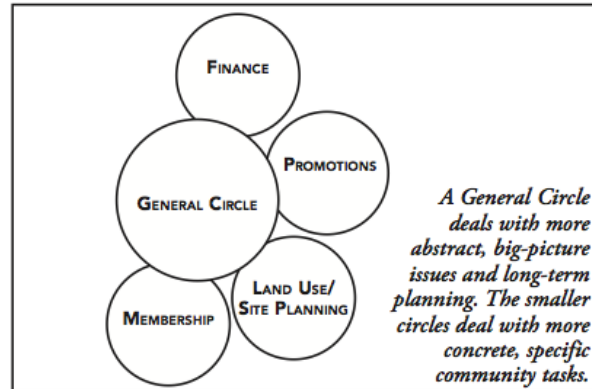 FINANCE
PROMOTIONS
GENERAL CIRCLE
LAND USE/
SITE PLANNING
MEMBERSHIP
A General Circle
deals with more
abstract, big-picture
issues and long-term
planning. The smaller
circles deal with more
concrete, specific
community tasks.